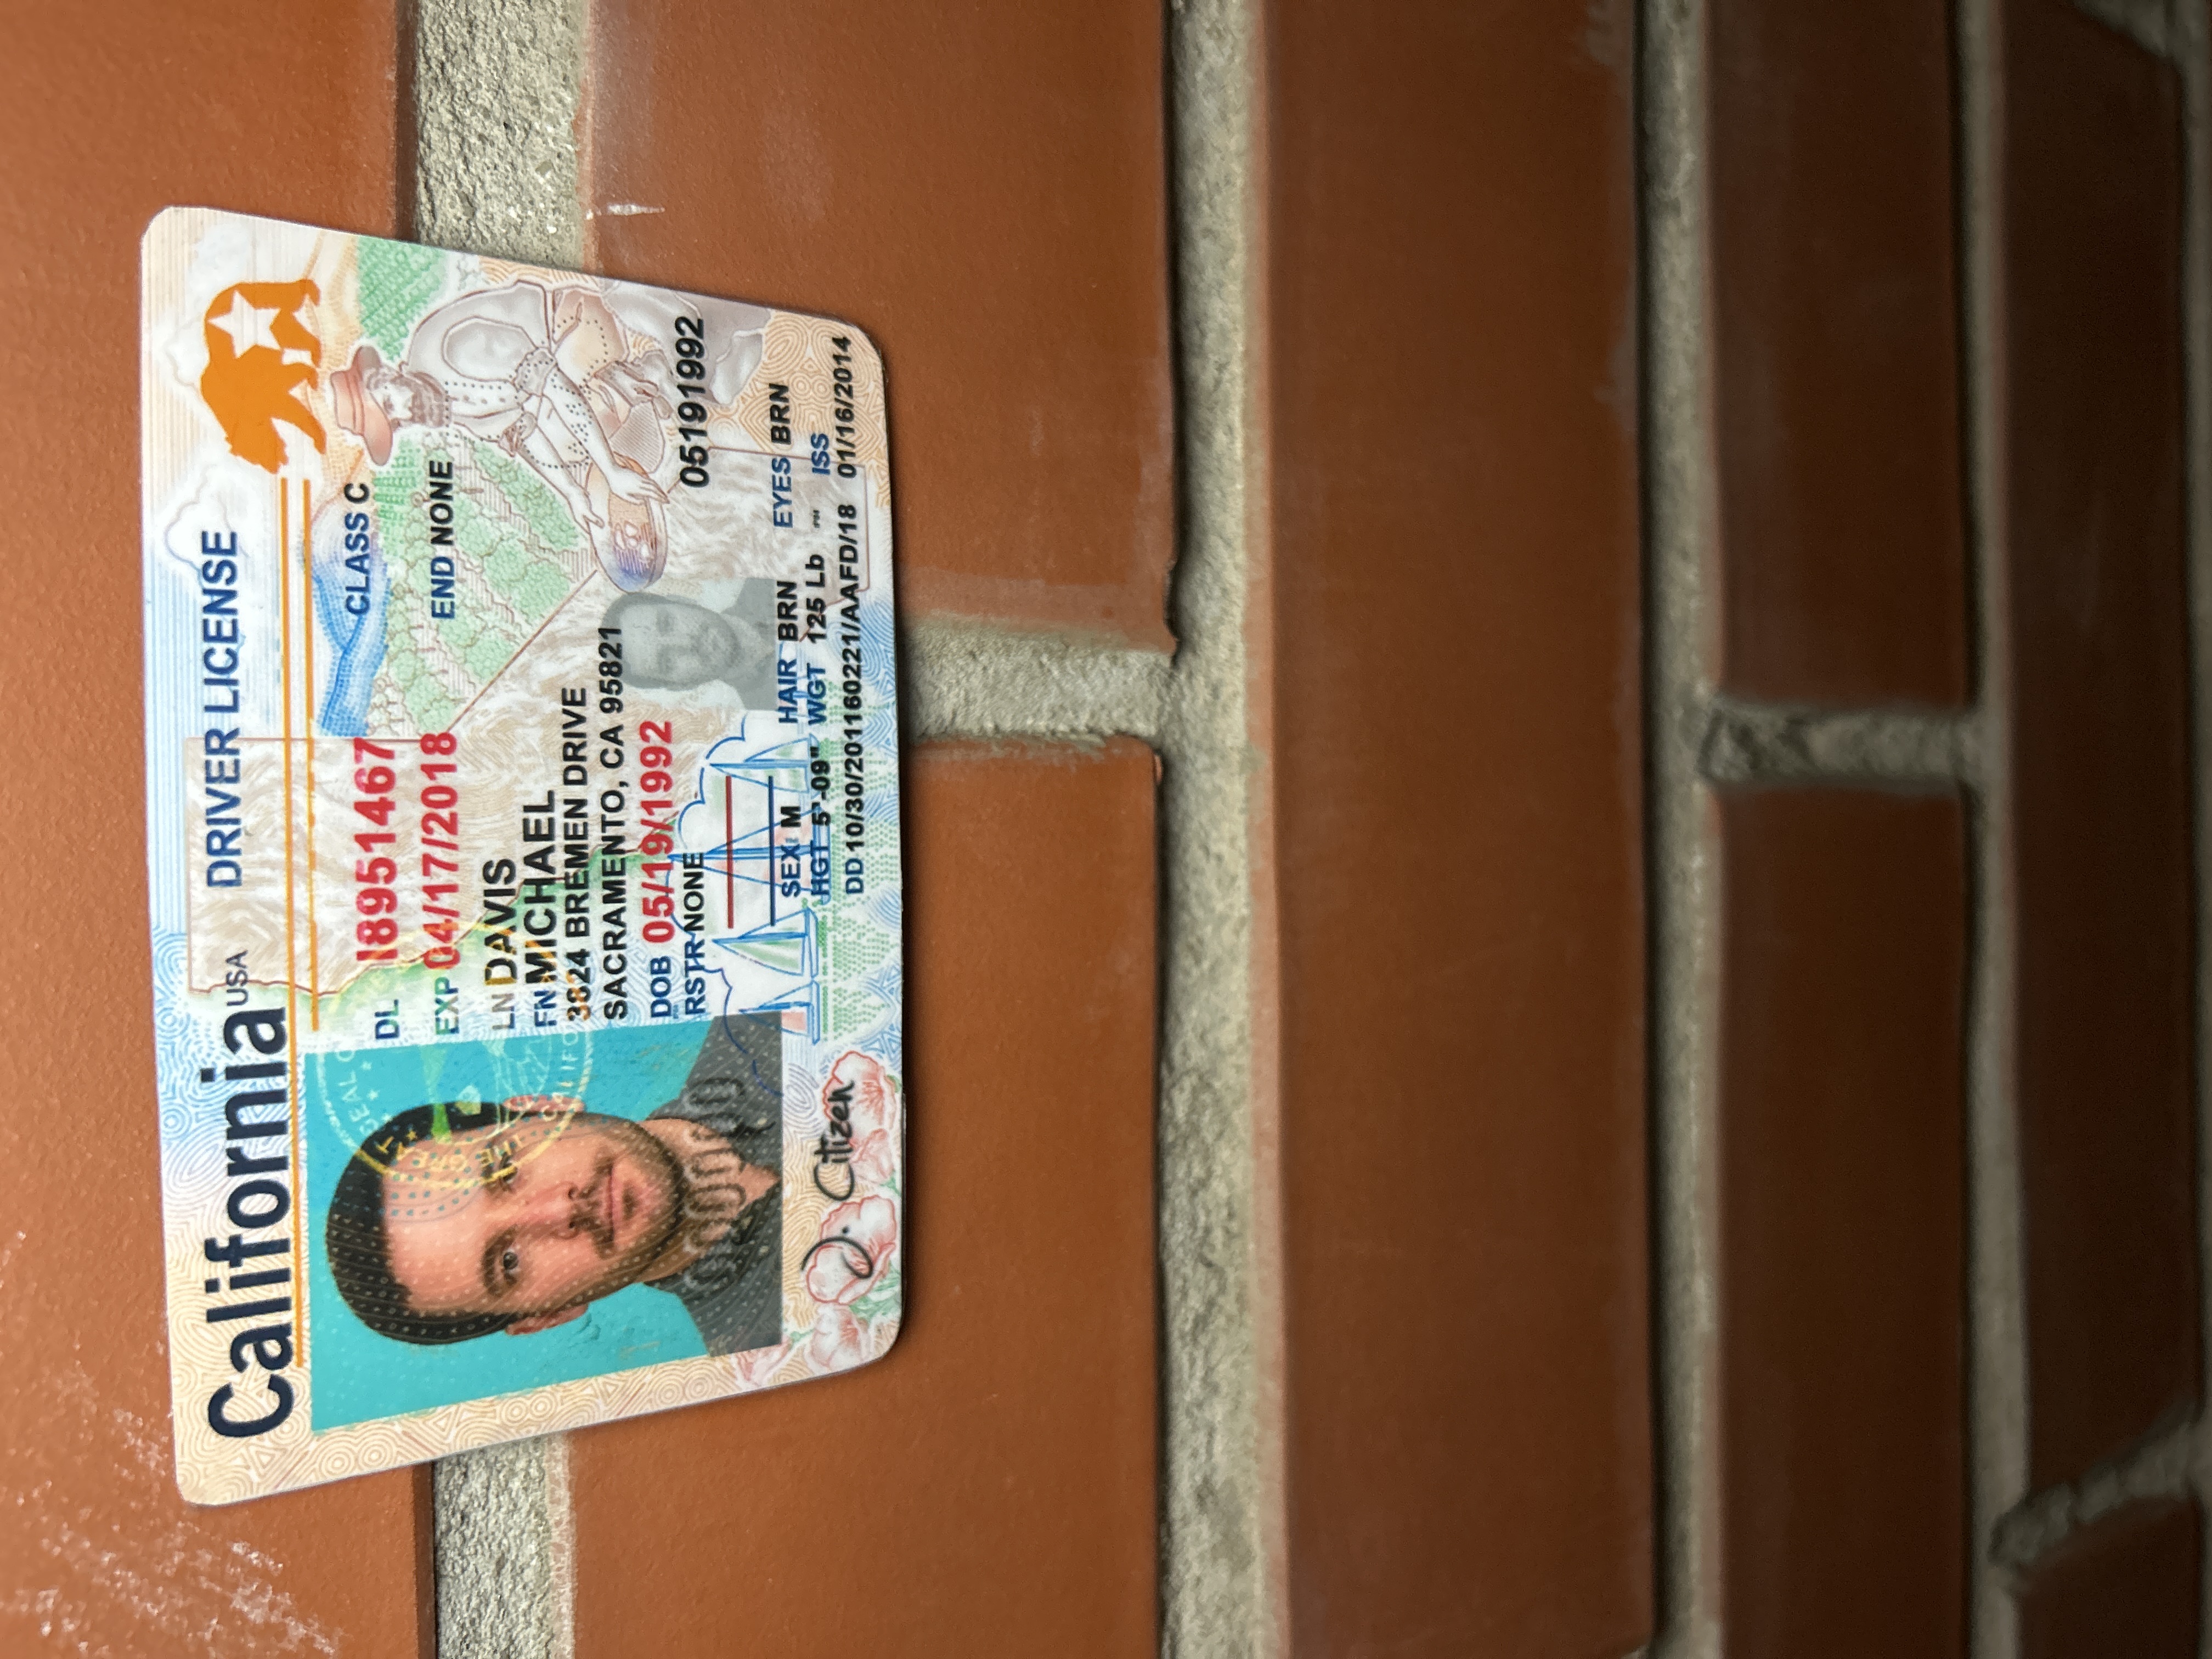 California USA DRIVER LICENSE
DL I8951467 CLASS C
EXP 04/17/2018 END NONE
LN DAVIS
FN MICHAEL
3824 BREMEN DRIVE
SACRAMENTO, CA 95821
DOB 05/19/1992
RSTR NONE 05191992
SEX M HAIR BRN EYES BRN
HGT 5'-09" WGT 125 Lb ISS
DD 10/30/201160221/AAFD/18 01/16/2014
J. Citizen